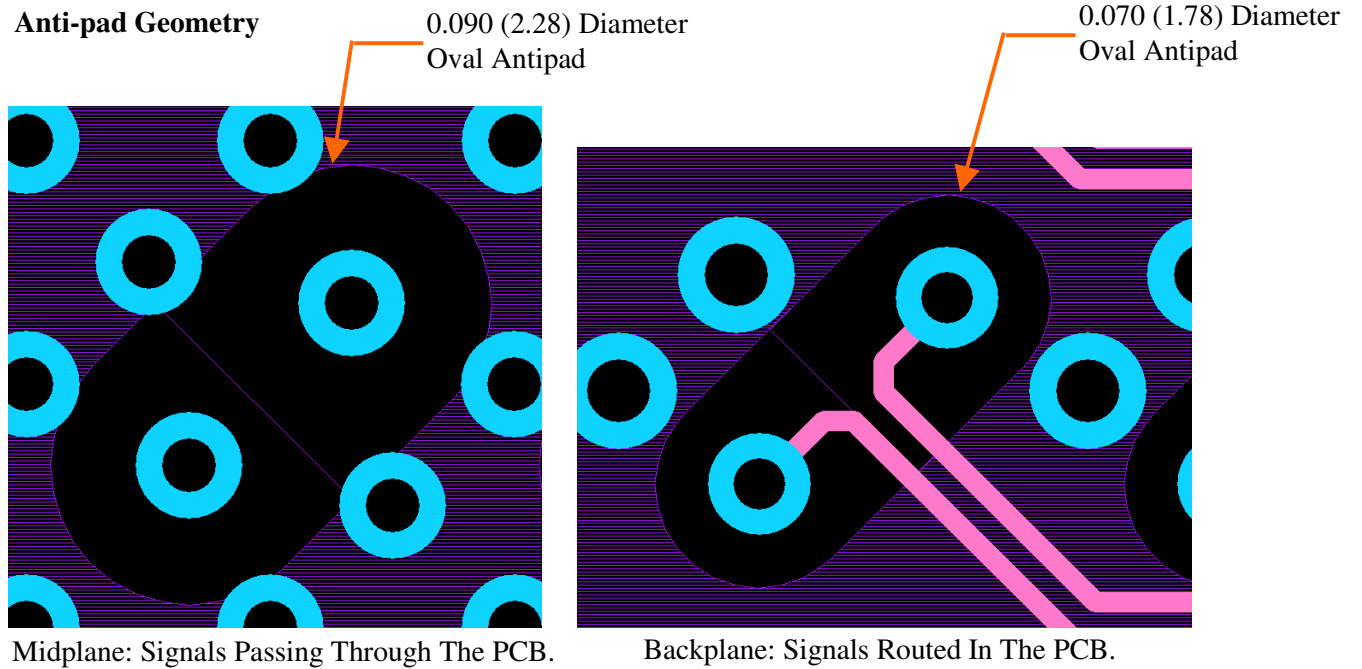 Anti-pad Geometry
0.090 (2.28) Diameter
Oval Antipad
0.070 (1.78) Diameter
Oval Antipad
Midplane: Signals Passing Through The PCB.
Backplane: Signals Routed In The PCB.